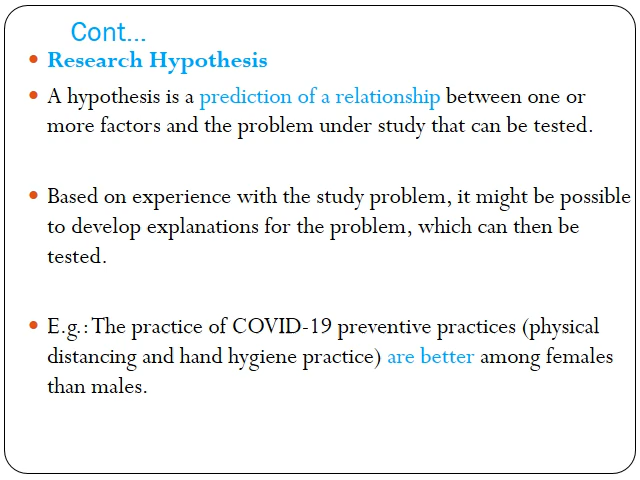 Cont...
Research Hypothesis
A hypothesis is a prediction of a relationship between one or
more factors and the problem under study that can be tested.
Based on experience with the study problem, it might be possible
to develop explanations for the problem, which can then be
tested.
E.g.: The practice of COVID-19 preventive practices (physical
distancing and hand hygiene practice) are better among females
than males.